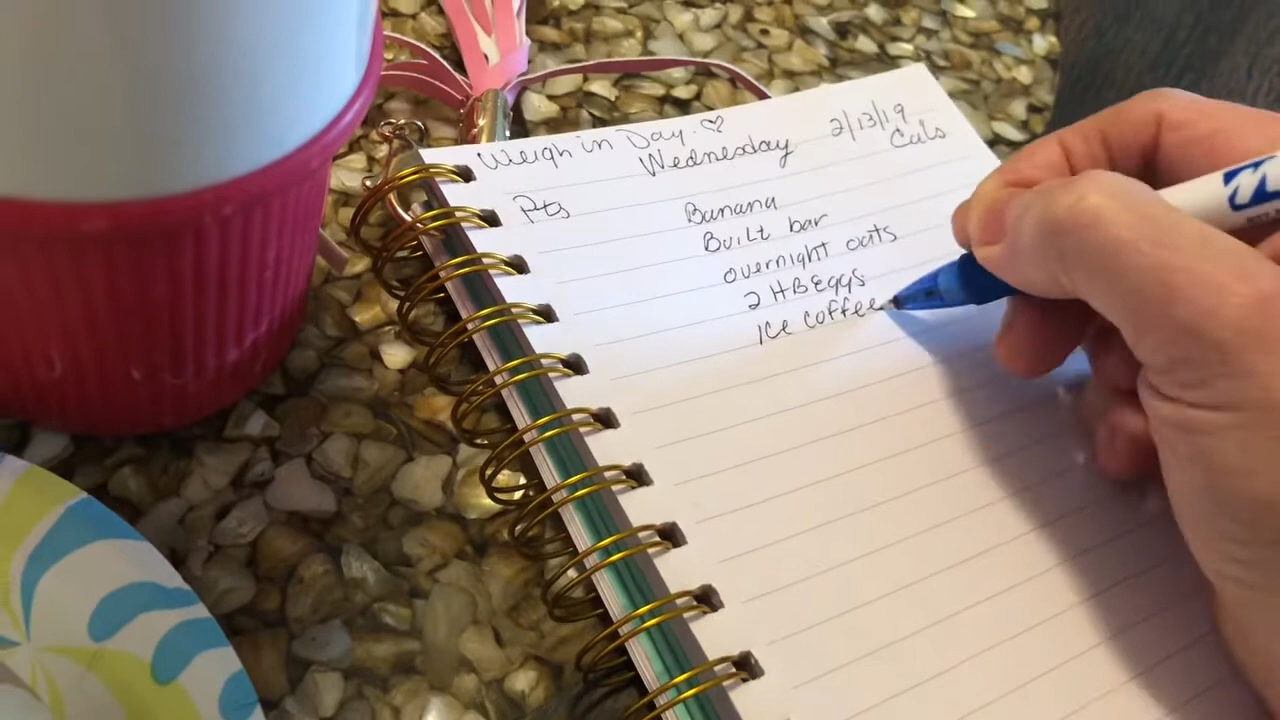 Weigh in Day. ♡
Wednesday 2/13/19
Pts Cals
Banana
Built bar
overnight oats
2 HB Eggs
Ice coffee